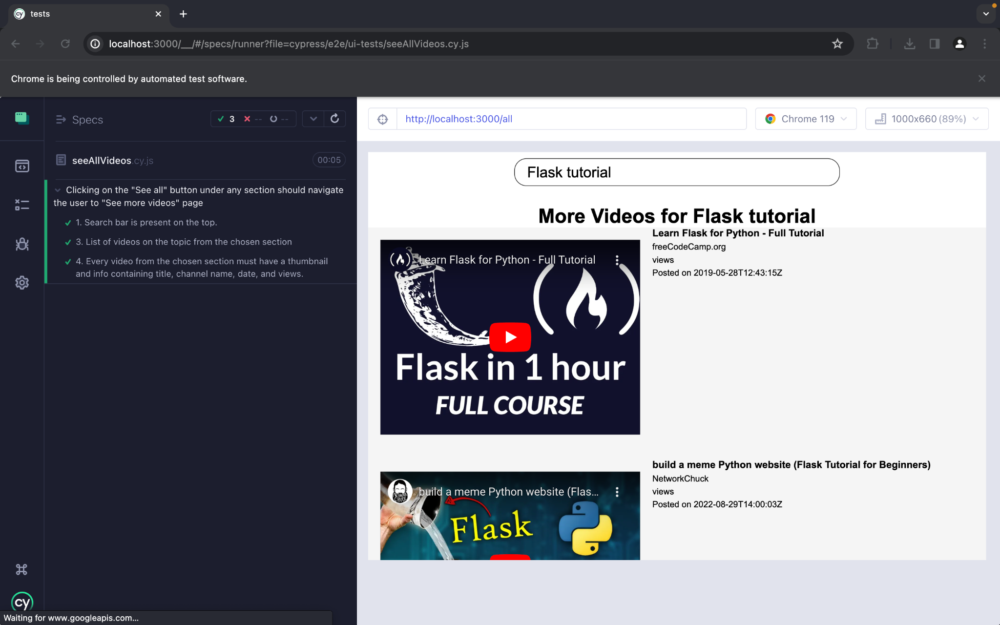 tests
localhost:3000/__/#/specs/runner?file=cypress/e2e/ui-tests/seeAllVideos.cy.js
Chrome is being controlled by automated test software.
Specs
3 -- --
seeAllVideos.cy.js
00:05
Clicking on the "See all" button under any section should navigate
the user to "See more videos" page
1. Search bar is present on the top.
3. List of videos on the topic from the chosen section
4. Every video from the chosen section must have a thumbnail
and info containing title, channel name, date, and views.
cy
Waiting for www.googleapis.com...
http://localhost:3000/all
Chrome 119
1000x660 (89%)
Flask tutorial
More Videos for Flask tutorial
Learn Flask for Python - Full Tutorial
Flask in 1 hour
FULL COURSE
Learn Flask for Python - Full Tutorial
freeCodeCamp.org
views
Posted on 2019-05-28T12:43:15Z
build a meme Python website (Flas...
NETWORK
CHUCK
Flask
build a meme Python website (Flask Tutorial for Beginners)
NetworkChuck
views
Posted on 2022-08-29T14:00:03Z